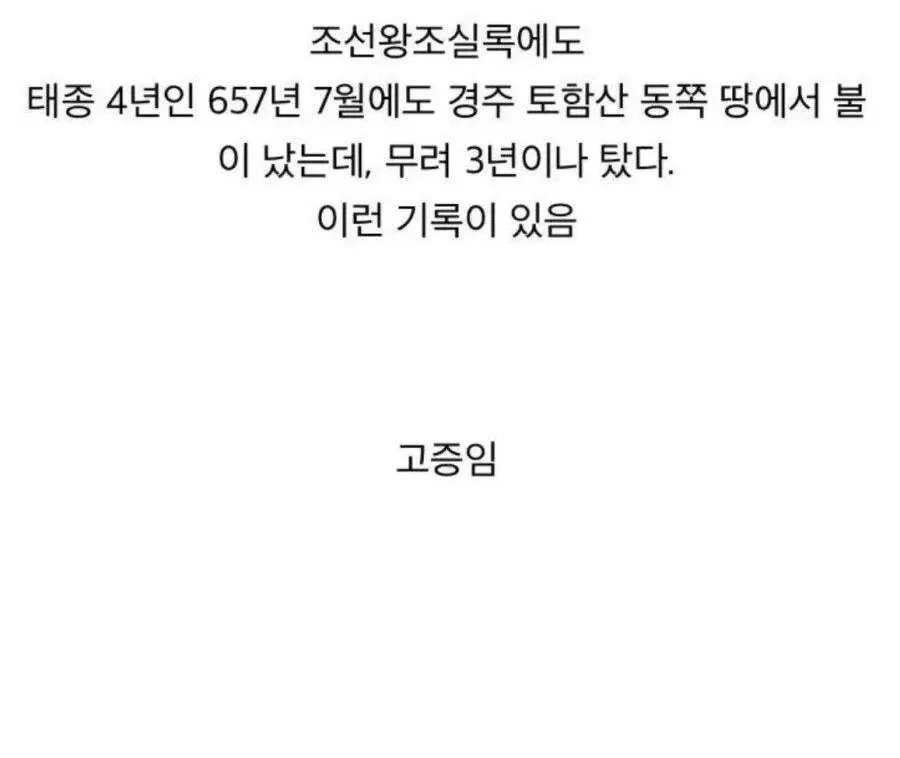 조선왕조실록에도
태종 4년인 657년 7월에도 경주 토함산 동쪽 땅에서 불
이 났는데, 무려 3년이나 탔다.
이런 기록이 있음
고증임